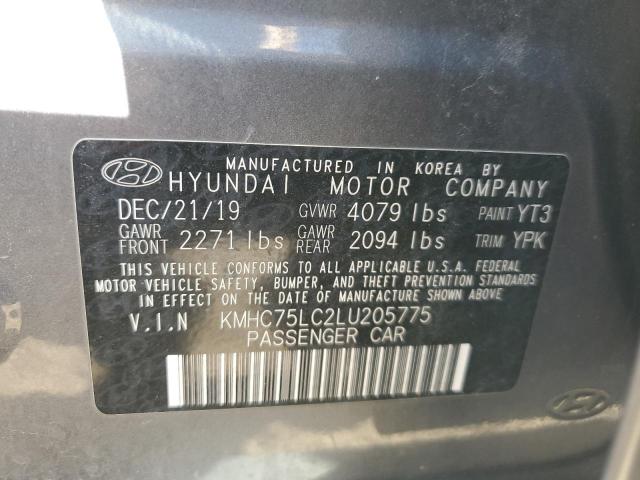 MANUFACTURED IN KOREA BY
HYUNDAI MOTOR COMPANY
DEC/21/19 GVWR 4079 lbs PAINT YT3
GAWR FRONT 2271 lbs GAWR REAR 2094 lbs TRIM YPK
THIS VEHICLE CONFORMS TO ALL APPLICABLE U.S.A. FEDERAL
MOTOR VEHICLE SAFETY, BUMPER, AND THEFT PREVENTION STANDARDS
IN EFFECT ON THE DATE OF MANUFACTURE SHOWN ABOVE
V.I.N KMHC75LC2LU205775
PASSENGER CAR